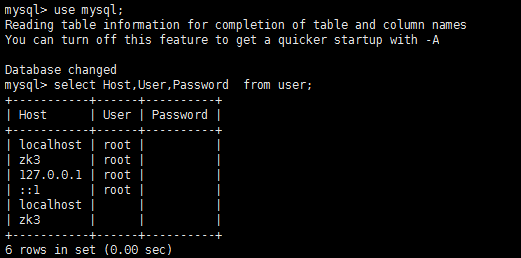 mysql> use mysql;
Reading table information for completion of table and column names
You can turn off this feature to get a quicker startup with -A

Database changed
mysql> select Host,User,Password  from user;
+-----------+------+----------+
| Host      | User | Password |
+-----------+------+----------+
| localhost | root |          |
| zk3       | root |          |
| 127.0.0.1 | root |          |
| ::1       | root |          |
| localhost |      |          |
| zk3       |      |          |
+-----------+------+----------+
6 rows in set (0.00 sec)